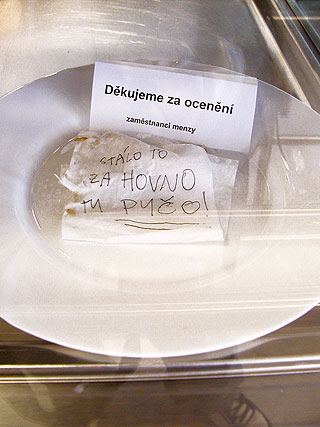 Děkujeme za ocenění
zaměstnanci menzy
STÁLO TO
ZA HOVNO
TY PYČO!